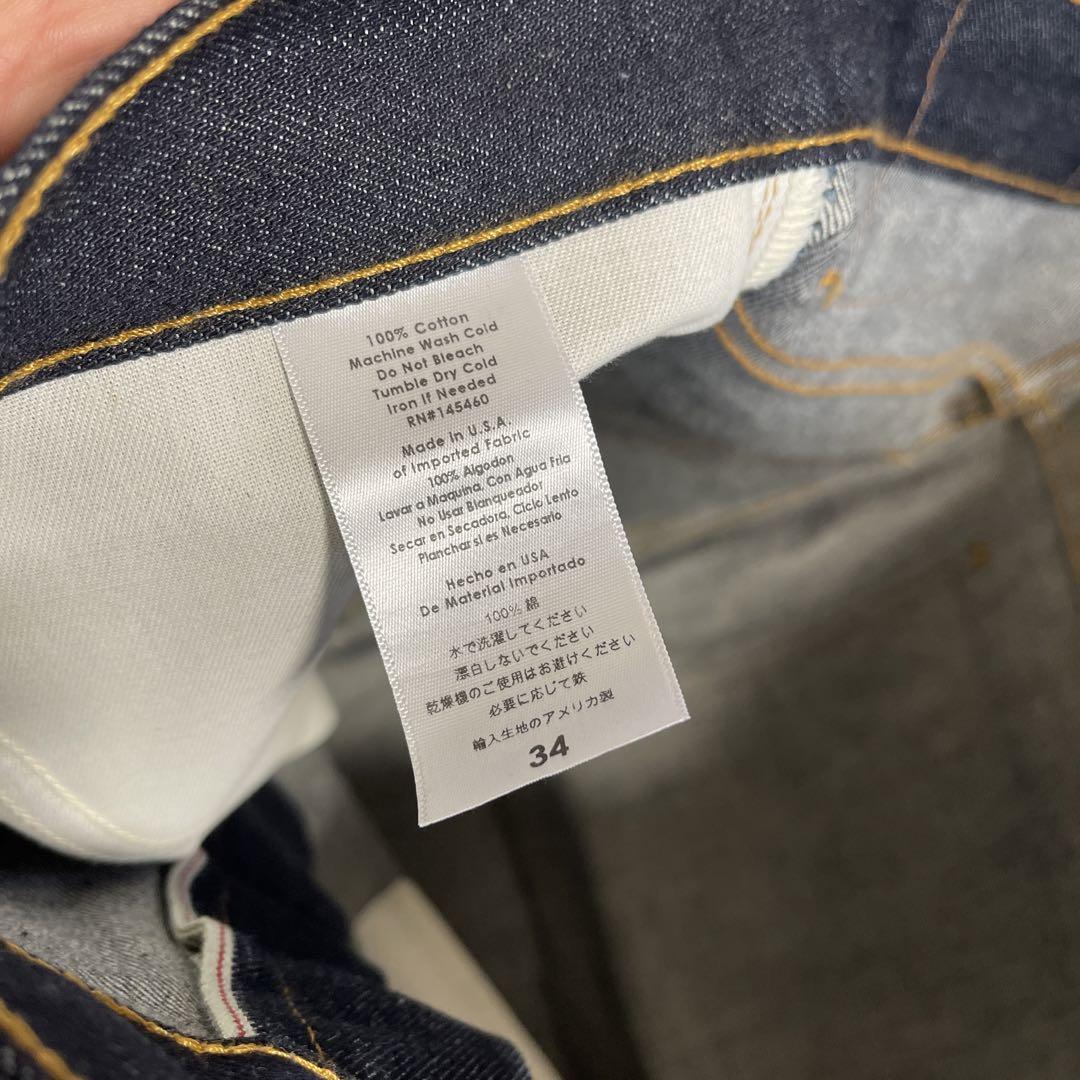 100% Cotton
Machine Wash Cold
Do Not Bleach
Tumble Dry Cold
Iron If Needed
RN#145460
Made in U.S.A.
of Imported Fabric
100% Algodon
Lavar a Maquina, Con Agua Fria
No Usar Blanqueador
Secar en Secadora, Ciclo Lento
Planchar si es Necesario
Hecho en USA
De Material Importado
100% 綿
水で洗濯してください
漂白しないでください
乾燥機のご使用はお避けください
必要に応じて鉄
輸入生地のアメリカ製
34